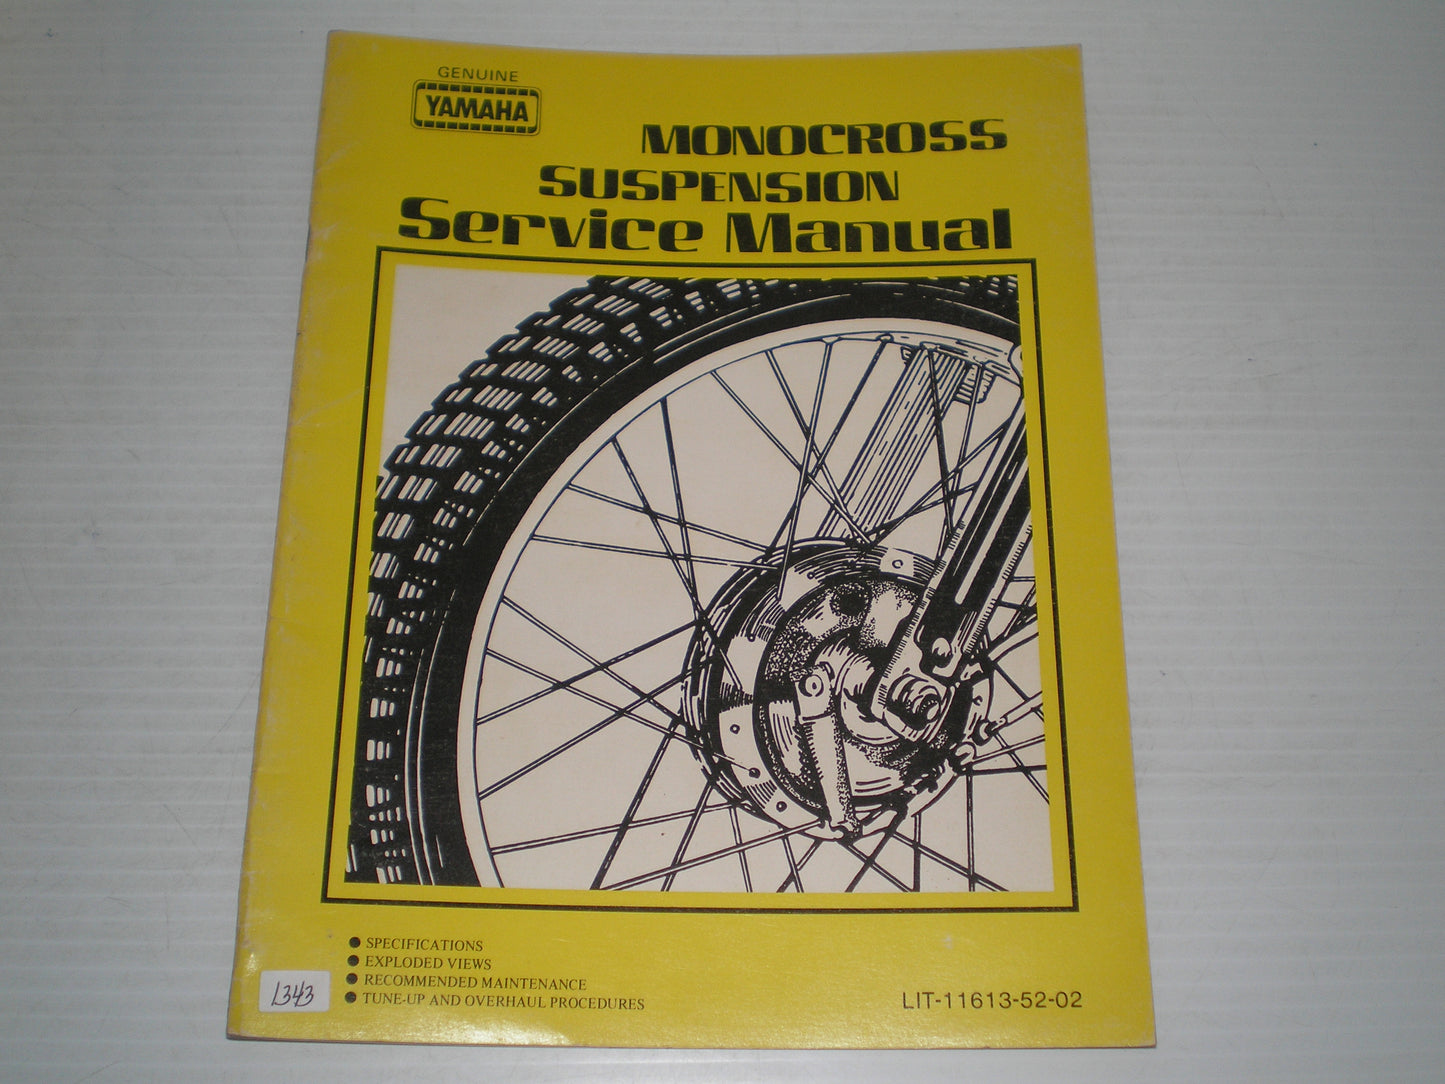 GENUINE
YAMAHA
MONOCROSS
SUSPENSION
Service Manual
● SPECIFICATIONS
● EXPLODED VIEWS
● RECOMMENDED MAINTENANCE
● TUNE-UP AND OVERHAUL PROCEDURES
1343
LIT-11613-52-02